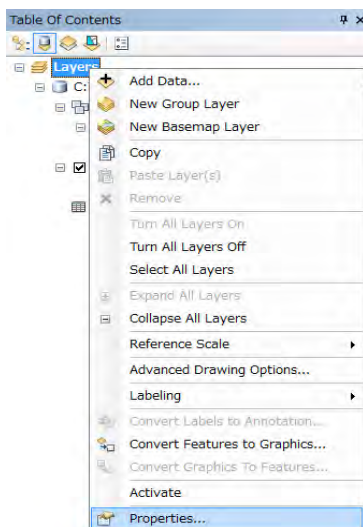 Table Of Contents
Layers
C:
Add Data...
New Group Layer
New Basemap Layer
Copy
Paste Layer(s)
Remove
Turn All Layers On
Turn All Layers Off
Select All Layers
Expand All Layers
Collapse All Layers
Reference Scale
Advanced Drawing Options...
Labeling
Convert Labels to Annotation...
Convert Features to Graphics...
Convert Graphics To Features...
Activate
Properties...